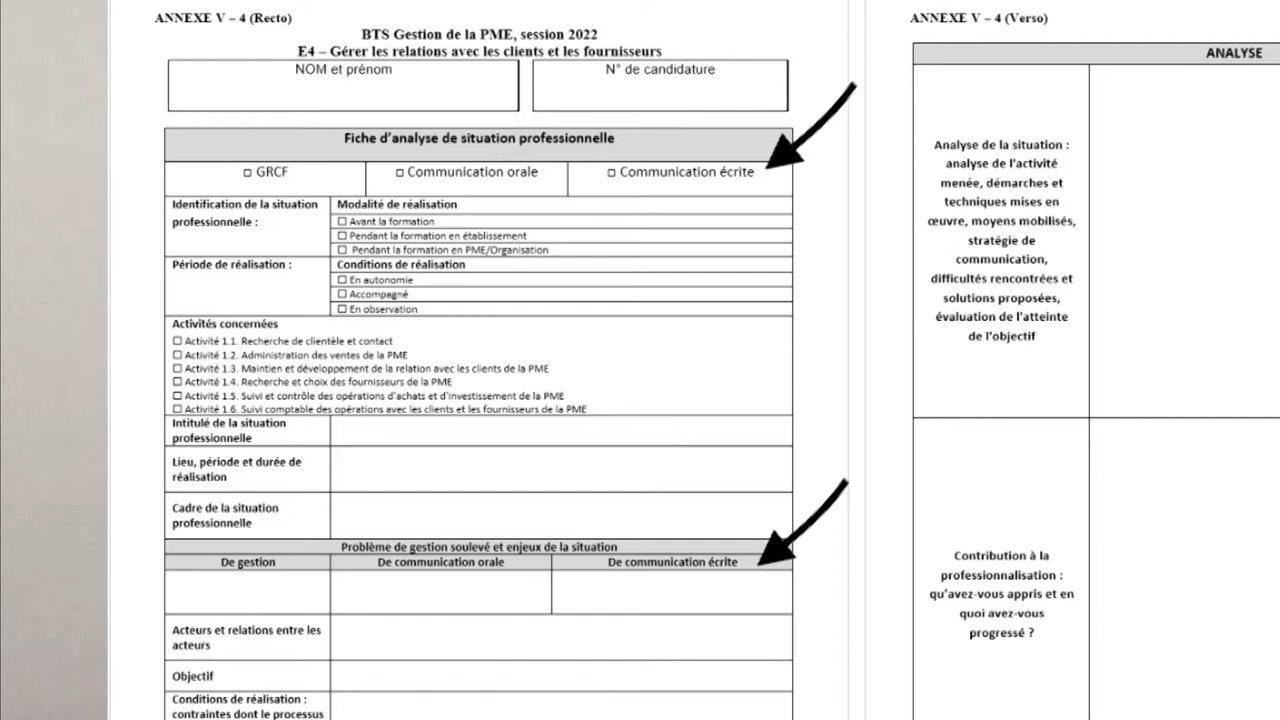 ANNEXE V – 4 (Recto)
BTS Gestion de la PME, session 2022
E4 – Gérer les relations avec les clients et les fournisseurs
NOM et prénom
N° de candidature
Fiche d'analyse de situation professionnelle
□ GRCF
□ Communication orale
□ Communication écrite
Identification de la situation
professionnelle :
Modalité de réalisation
□ Avant la formation
□ Pendant la formation en établissement
□ Pendant la formation en PME/Organisation
Période de réalisation :
Conditions de réalisation
□ En autonomie
□ Accompagné
□ En observation
Activités concernées
□ Activité 1.1. Recherche de clientèle et contact
□ Activité 1.2. Administration des ventes de la PME
□ Activité 1.3. Maintien et développement de la relation avec les clients de la PME
□ Activité 1.4. Recherche et choix des fournisseurs de la PME
□ Activité 1.5. Suivi et contrôle des opérations d'achats et d'investissement de la PME
□ Activité 1.6. Suivi comptable des opérations avec les clients et les fournisseurs de la PME
Intitulé de la situation
professionnelle
Lieu, période et durée de
réalisation
Cadre de la situation
professionnelle
Problème de gestion soulevé et enjeux de la situation
De gestion
De communication orale
De communication écrite
Acteurs et relations entre les
acteurs
Objectif
Conditions de réalisation :
contraintes dont le processus
ANNEXE V – 4 (Verso)
ANALYSE
Analyse de la situation :
analyse de l'activité
menée, démarches et
techniques mises en
œuvre, moyens mobilisés,
stratégie de
communication,
difficultés rencontrées et
solutions proposées,
évaluation de l'atteinte
de l'objectif
Contribution à la
professionnalisation :
qu'avez-vous appris et en
quoi avez-vous
progressé ?